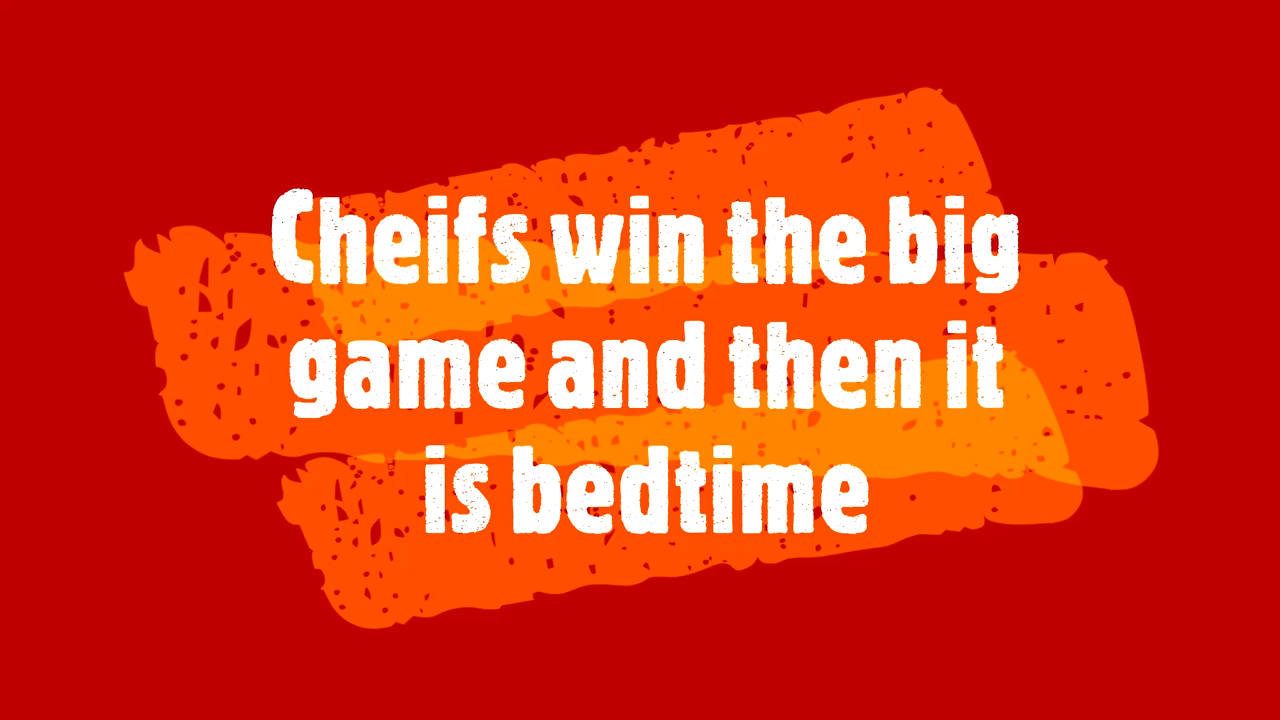 Cheifs win the big
game and then it
is bedtime